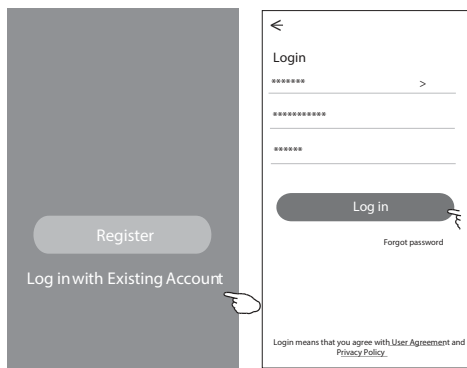 Register
Log in with Existing Account
Login
******* >
***********
******
Log in
Forgot password
Login means that you agree with User Agreement and
Privacy Policy